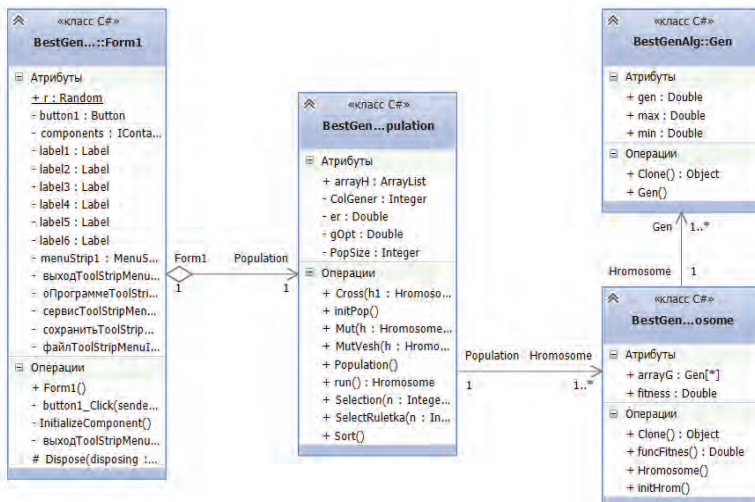 «класс C#»
BestGen...::Form1
Атрибуты
+ r : Random
- button1 : Button
- components : IConta...
- label1 : Label
- label2 : Label
- label3 : Label
- label4 : Label
- label5 : Label
- label6 : Label
- menuStrip1 : MenuS...
- выходToolStripMenu...
- оПрограммеToolStri...
- сервисToolStripMen...
- сохранитьToolStrip...
- файлToolStripMenuI...
Операции
+ Form1()
- button1_Click(sende...
- InitializeComponent()
- выходToolStripMenu...
# Dispose(disposing :...
Form1
Population
1
1
«класс C#»
BestGen...pulation
Атрибуты
+ arrayH : ArrayList
- ColGener : Integer
- er : Double
- gOpt : Double
- PopSize : Integer
Операции
+ Cross(h1 : Hromoso...
+ initPop()
+ Mut(h : Hromosome...
+ MutVesh(h : Hromo...
+ Population()
+ run() : Hromosome
+ Selection(n : Intege...
+ SelectRuletka(n : In...
+ Sort()
Population
Hromosome
1
1..*
«класс C#»
BestGenAlg::Gen
Атрибуты
+ gen : Double
+ max : Double
+ min : Double
Операции
+ Clone() : Object
+ Gen()
Gen
1..*
Hromosome
1
«класс C#»
BestGen...osome
Атрибуты
+ arrayG : Gen[*]
+ fitness : Double
Операции
+ Clone() : Object
+ funcFitnes() : Double
+ Hromosome()
+ initHrom()